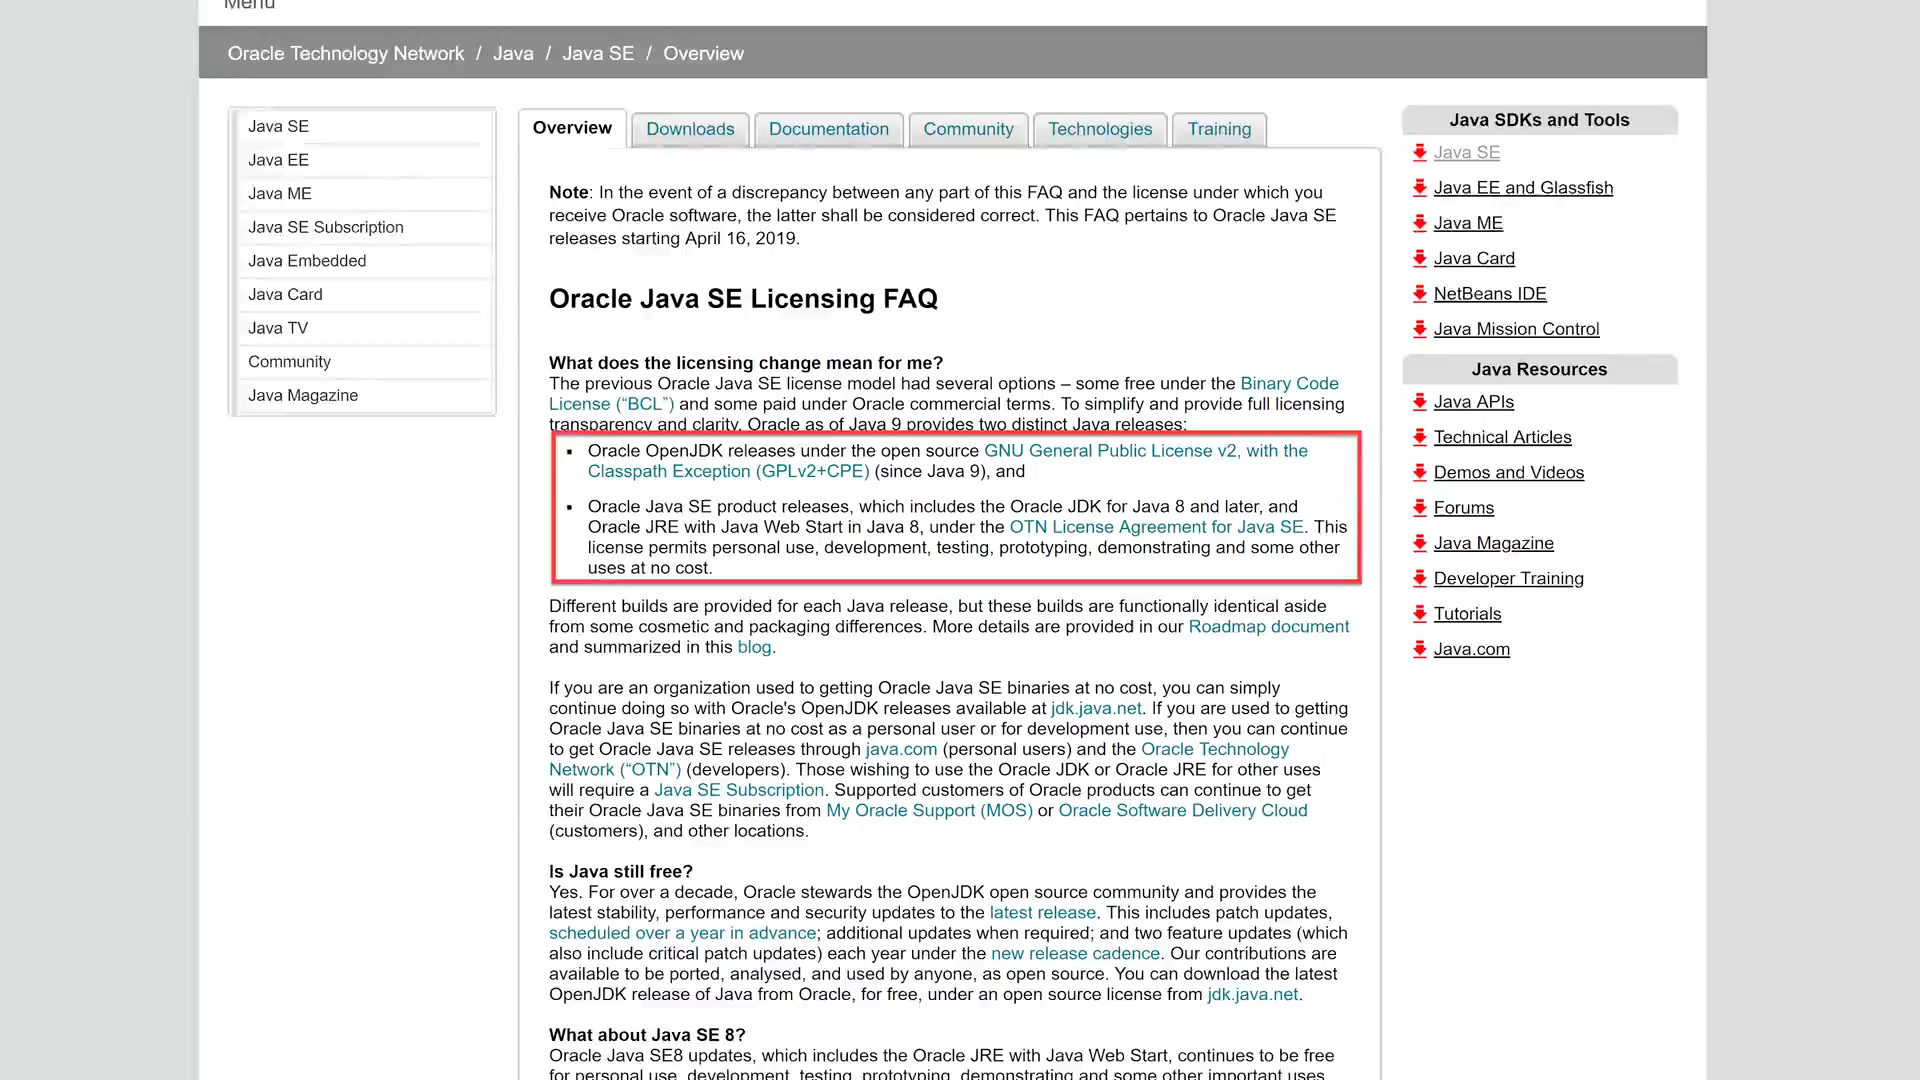 Menu
Oracle Technology Network / Java / Java SE / Overview
Java SE
Java EE
Java ME
Java SE Subscription
Java Embedded
Java Card
Java TV
Community
Java Magazine
Overview Downloads Documentation Community Technologies Training
Note: In the event of a discrepancy between any part of this FAQ and the license under which you
receive Oracle software, the latter shall be considered correct. This FAQ pertains to Oracle Java SE
releases starting April 16, 2019.
Oracle Java SE Licensing FAQ
What does the licensing change mean for me?
The previous Oracle Java SE license model had several options – some free under the Binary Code
License (“BCL”) and some paid under Oracle commercial terms. To simplify and provide full licensing
transparency and clarity, Oracle as of Java 9 provides two distinct Java releases:
▪ Oracle OpenJDK releases under the open source GNU General Public License v2, with the
Classpath Exception (GPLv2+CPE) (since Java 9), and
▪ Oracle Java SE product releases, which includes the Oracle JDK for Java 8 and later, and
Oracle JRE with Java Web Start in Java 8, under the OTN License Agreement for Java SE. This
license permits personal use, development, testing, prototyping, demonstrating and some other
uses at no cost.
Different builds are provided for each Java release, but these builds are functionally identical aside
from some cosmetic and packaging differences. More details are provided in our Roadmap document
and summarized in this blog.
If you are an organization used to getting Oracle Java SE binaries at no cost, you can simply
continue doing so with Oracle's OpenJDK releases available at jdk.java.net. If you are used to getting
Oracle Java SE binaries at no cost as a personal user or for development use, then you can continue
to get Oracle Java SE releases through java.com (personal users) and the Oracle Technology
Network (“OTN”) (developers). Those wishing to use the Oracle JDK or Oracle JRE for other uses
will require a Java SE Subscription. Supported customers of Oracle products can continue to get
their Oracle Java SE binaries from My Oracle Support (MOS) or Oracle Software Delivery Cloud
(customers), and other locations.
Is Java still free?
Yes. For over a decade, Oracle stewards the OpenJDK open source community and provides the
latest stability, performance and security updates to the latest release. This includes patch updates,
scheduled over a year in advance; additional updates when required; and two feature updates (which
also include critical patch updates) each year under the new release cadence. Our contributions are
available to be ported, analysed, and used by anyone, as open source. You can download the latest
OpenJDK release of Java from Oracle, for free, under an open source license from jdk.java.net.
What about Java SE 8?
Oracle Java SE8 updates, which includes the Oracle JRE with Java Web Start, continues to be free
for personal use, development, testing, prototyping, demonstrating and some other important uses
Java SDKs and Tools
Java SE
Java EE and Glassfish
Java ME
Java Card
NetBeans IDE
Java Mission Control
Java Resources
Java APIs
Technical Articles
Demos and Videos
Forums
Java Magazine
Developer Training
Tutorials
Java.com